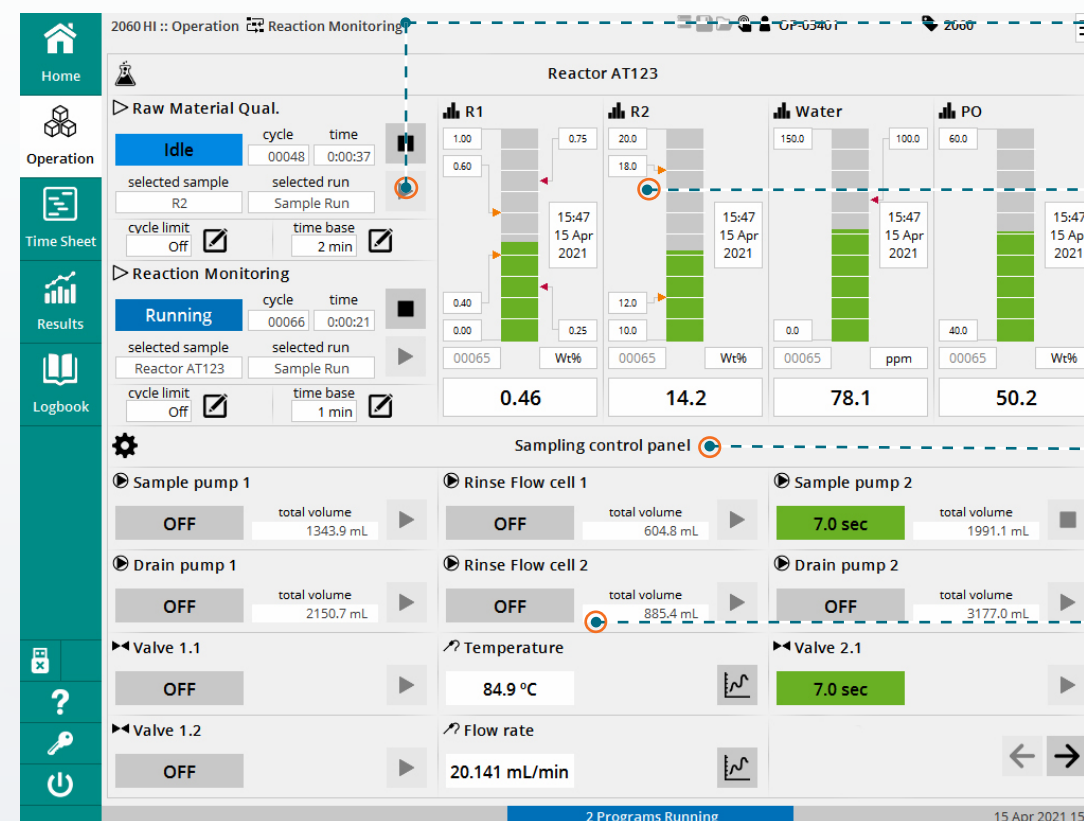 2060 HI :: Operation Reaction Monitoring OP-03401 2060
Home
Operation
Time Sheet
Results
Logbook
Reactor AT123
Raw Material Qual.
Idle
cycle time
00048 0:00:37
selected sample selected run
R2 Sample Run
cycle limit time base
Off 2 min
Reaction Monitoring
Running
cycle time
00066 0:00:21
selected sample selected run
Reactor AT123 Sample Run
cycle limit time base
Off 1 min
R1
1.00 0.75
0.60
15:47
15 Apr
2021
0.40
0.00 0.25
00065 Wt%
0.46
R2
20.0
18.0
15:47
15 Apr
2021
12.0
10.0
00065 Wt%
14.2
Water
150.0 100.0
15:47
15 Apr
2021
0.0
00065 ppm
78.1
PO
60.0
15:47
15 Apr
2021
40.0
00065 Wt%
50.2
Sampling control panel
Sample pump 1
OFF
total volume
1343.9 mL
Rinse Flow cell 1
OFF
total volume
604.8 mL
Sample pump 2
7.0 sec
total volume
1991.1 mL
Drain pump 1
OFF
total volume
2150.7 mL
Rinse Flow cell 2
OFF
total volume
885.4 mL
Drain pump 2
OFF
total volume
3177.0 mL
Valve 1.1
OFF
Temperature
84.9 ºC
Valve 2.1
7.0 sec
Valve 1.2
OFF
Flow rate
20.141 mL/min
2 Programs Running
15 Apr 2021 15